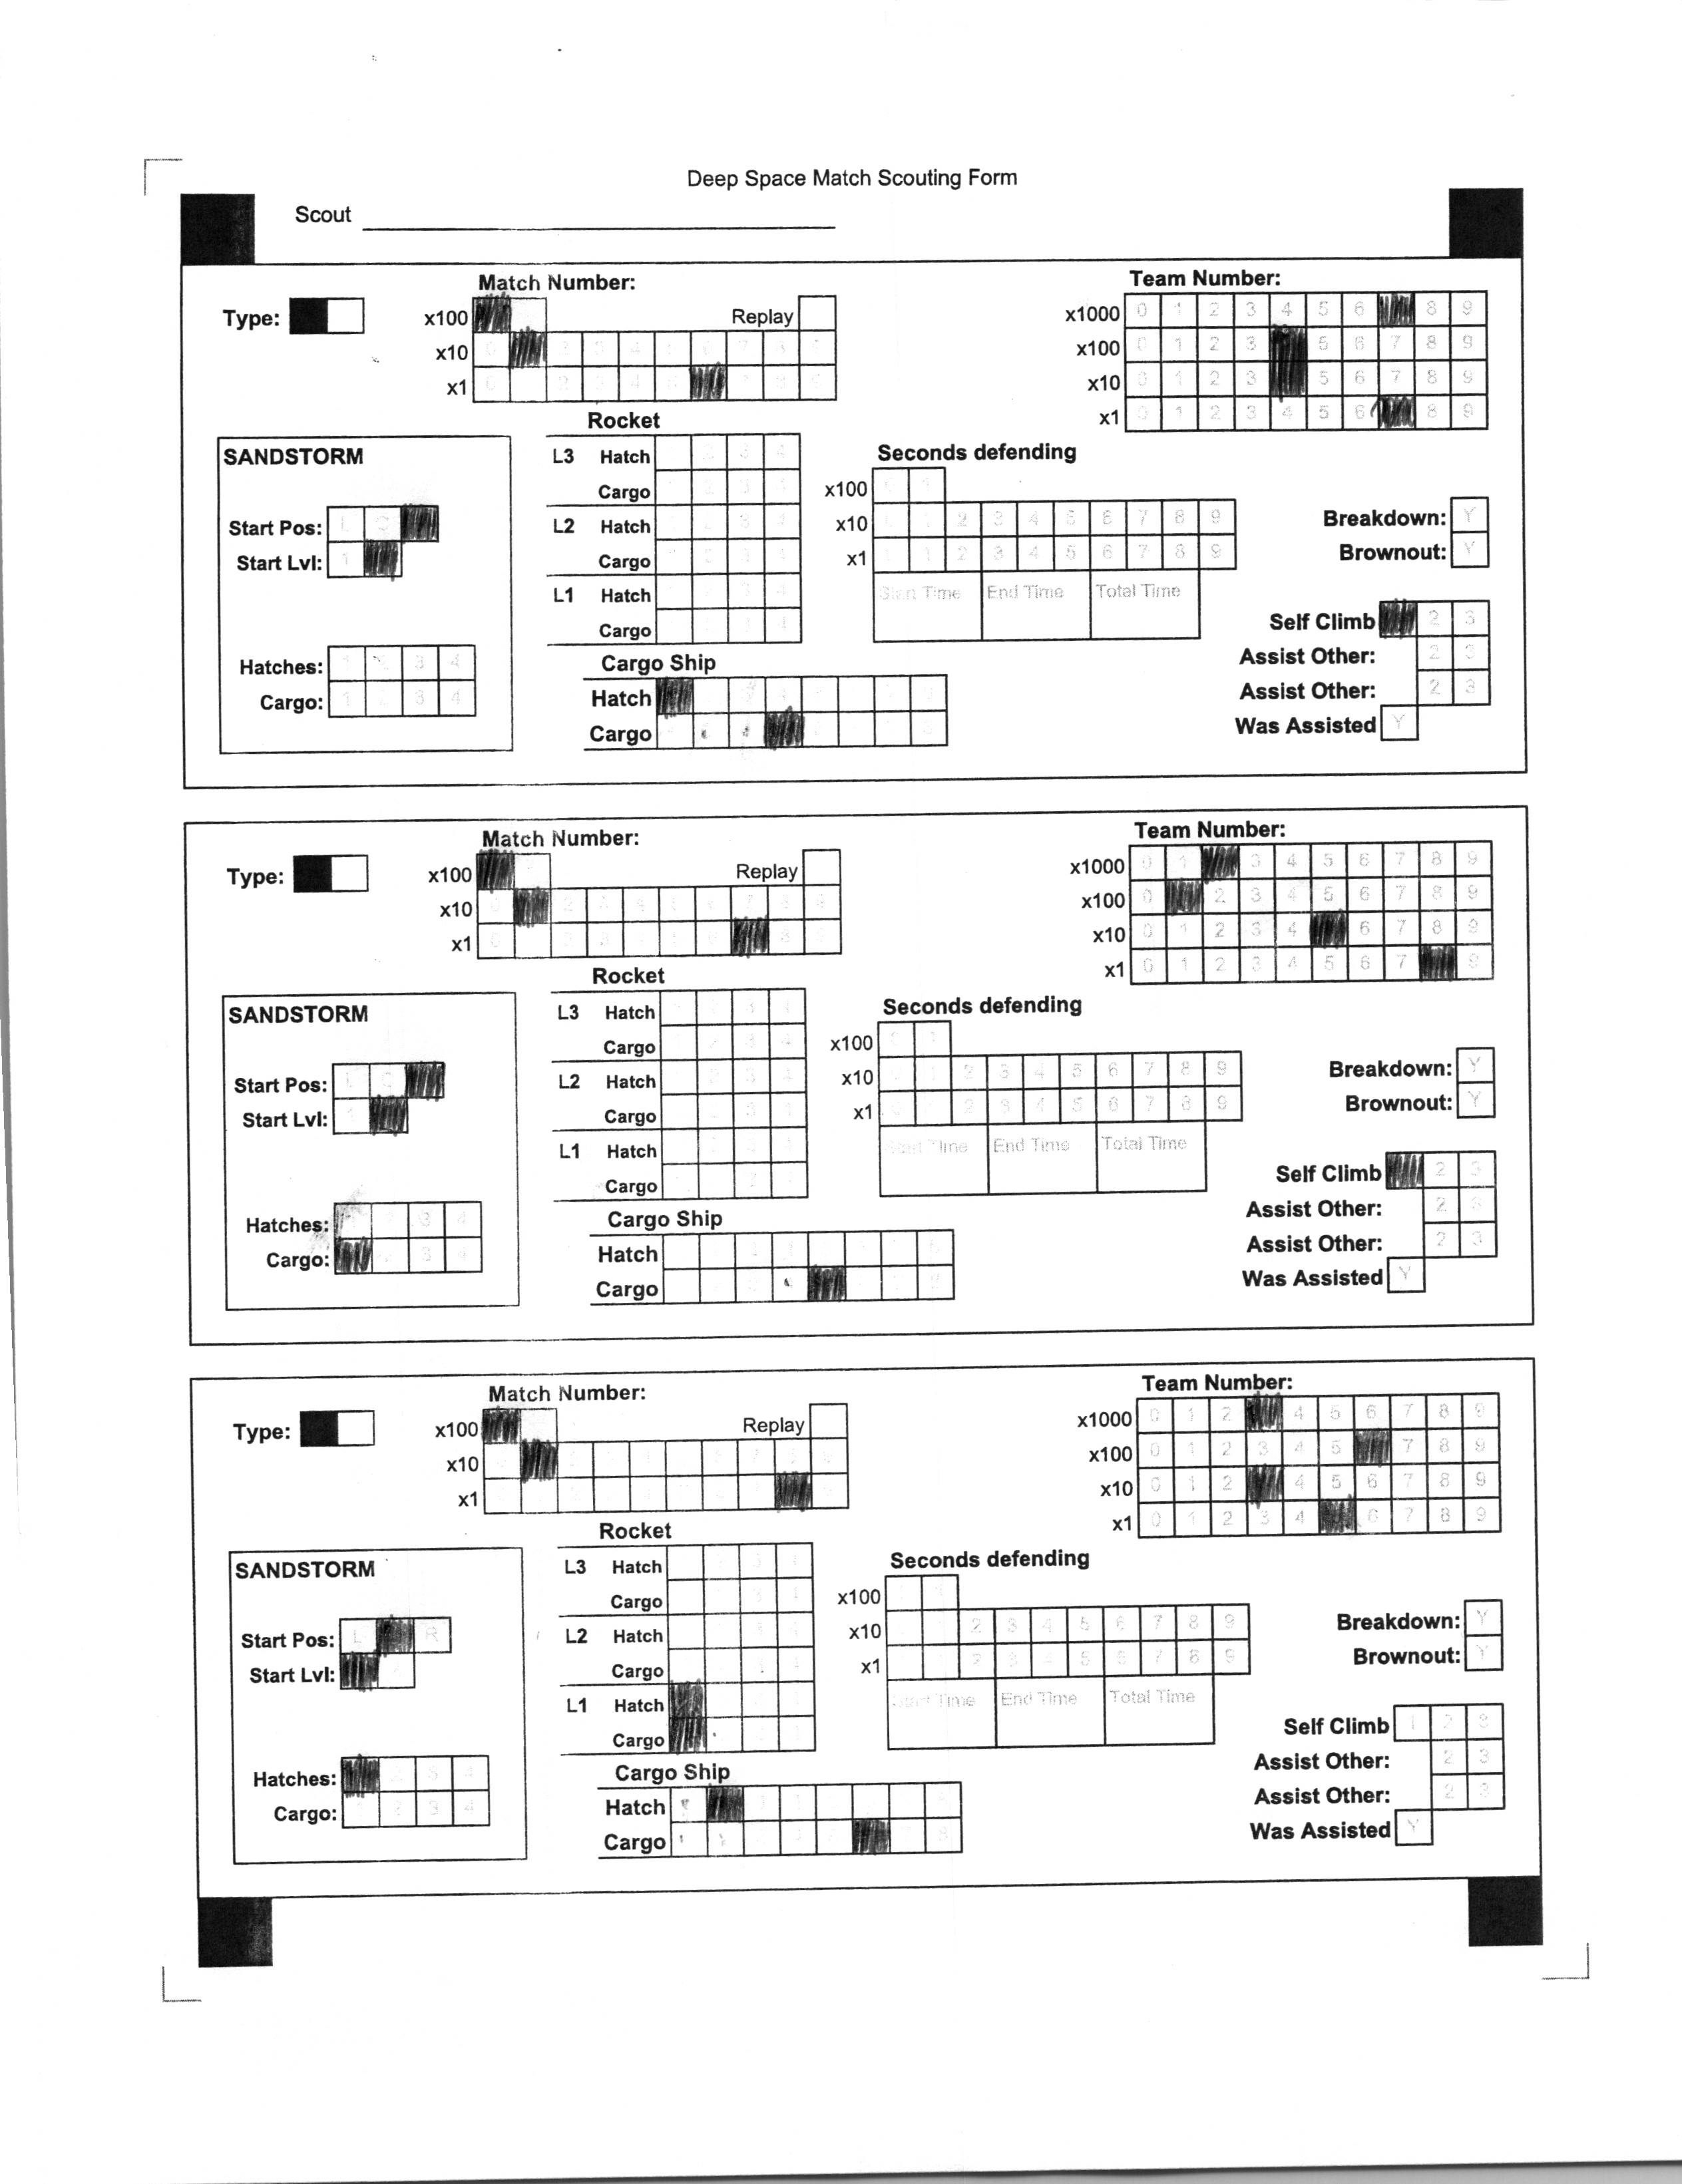 Deep Space Match Scouting Form
Scout
Match Number:
Team Number:
Type:
x100
Replay
x10
x1
x1000 0 1 2 3 4 5 6 8 9
x100 1 2 3 5 6 7 8 9
x10 0 1 2 3 5 6 7 8 9
x1 0 1 2 3 4 5 6 8 9
Rocket
SANDSTORM
L3 Hatch
Cargo
L2 Hatch
Cargo
L1 Hatch
Cargo
Seconds defending
x100
x10 2 3 4 5 6 7 8 9
x1 1 2 3 4 5 6 7 8 9
Start Time End Time Total Time
Start Pos:
Start Lvl: 1
Breakdown: Y
Brownout: Y
Self Climb 2 3
Assist Other: 2 3
Assist Other: 2 3
Was Assisted Y
Hatches: 1 2 3 4
Cargo: 1 2 3 4
Cargo Ship
Hatch
Cargo
Match Number:
Team Number:
Type:
x100
Replay
x10
x1
x1000 0 1 3 4 5 6 7 8 9
x100 0 2 3 4 5 6 7 8 9
x10 0 1 2 3 4 6 7 8 9
x1 0 1 2 3 4 5 6 7 9
Rocket
SANDSTORM
L3 Hatch
Cargo
L2 Hatch
Cargo
L1 Hatch
Cargo
Seconds defending
x100
x10 2 3 4 5 6 7 8 9
x1 2 3 4 5 6 7 8 9
Start Time End Time Total Time
Start Pos:
Start Lvl:
Breakdown: Y
Brownout: Y
Self Climb 2 3
Assist Other: 2 3
Assist Other: 2 3
Was Assisted Y
Hatches: 3 4
Cargo: 3 4
Cargo Ship
Hatch
Cargo
Match Number:
Team Number:
Type:
x100
Replay
x10
x1
x1000 0 1 2 4 5 6 7 8 9
x100 0 1 2 3 4 5 7 8 9
x10 0 1 2 4 5 6 7 8 9
x1 0 1 2 3 4 6 7 8 9
Rocket
SANDSTORM
L3 Hatch
Cargo
L2 Hatch
Cargo
L1 Hatch
Cargo
Seconds defending
x100
x10 2 3 4 5 6 7 8 9
x1 2 3 4 5 6 7 8 9
Start Time End Time Total Time
Start Pos: L R
Start Lvl:
Breakdown: Y
Brownout: Y
Self Climb 1 2 3
Assist Other: 2 3
Assist Other: 2 3
Was Assisted Y
Hatches: 2 3 4
Cargo: 2 3 4
Cargo Ship
Hatch
Cargo